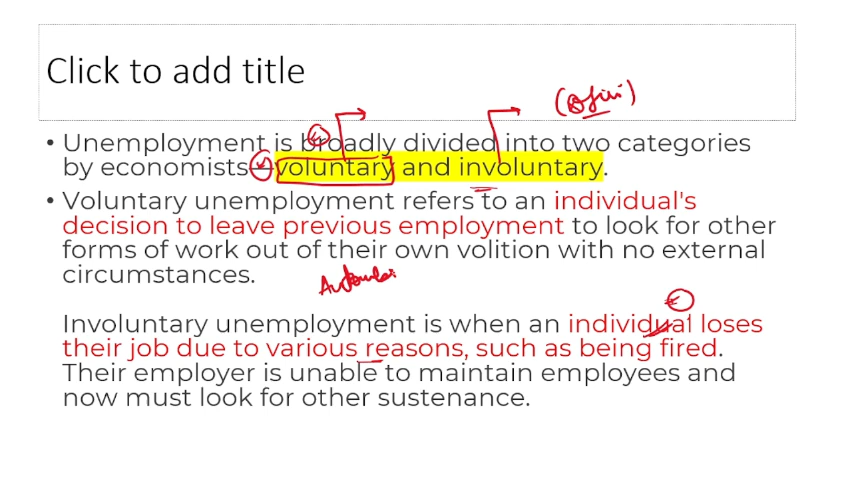 Click to add title
• Unemployment is broadly divided into two categories
by economists – voluntary and involuntary.
• Voluntary unemployment refers to an individual's
decision to leave previous employment to look for other
forms of work out of their own volition with no external
circumstances.
Involuntary unemployment is when an individual loses
their job due to various reasons, such as being fired.
Their employer is unable to maintain employees and
now must look for other sustenance.